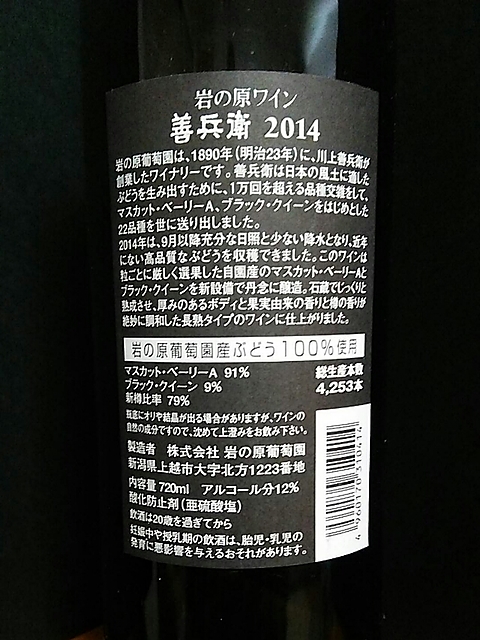 岩の原ワイン
善兵衛 2014
岩の原葡萄園は、1890年(明治23年)に、川上善兵衛が
創業したワイナリーです。善兵衛は日本の風土に適した
ぶどうを生み出すために、1万回を超える品種交雑をして、
マスカット・ベーリーA、ブラック・クイーンをはじめとした
22品種を世に送り出しました。
2014年は、9月以降充分な日照と少ない降水となり、近年
にない高品質なぶどうを収穫できました。このワインは
粒ごとに厳しく選果した自園産のマスカット・ベーリーAと
ブラック・クイーンを新設備で丹念に醸造。石蔵でじっくりと
熟成させ、厚みのあるボディと果実由来の香りと樽の香りが
絶妙に調和した長熟タイプのワインに仕上がりました。
岩の原葡萄園産ぶどう100%使用
マスカット・ベーリーA 91%
ブラック・クイーン 9%
新樽比率 79%
総生産本数
4,253本
瓶底にオリや結晶が出る場合がありますが、ワインの
自然の成分ですので、沈めて上澄みをお飲み下さい。
製造者 株式会社 岩の原葡萄園
新潟県上越市大字北方1223番地
内容量720ml アルコール分12%
酸化防止剤(亜硫酸塩)
飲酒は20歳を過ぎてから
妊娠中や授乳期の飲酒は、胎児・乳児の
発育に悪影響を与えるおそれがあります。
4960170310414